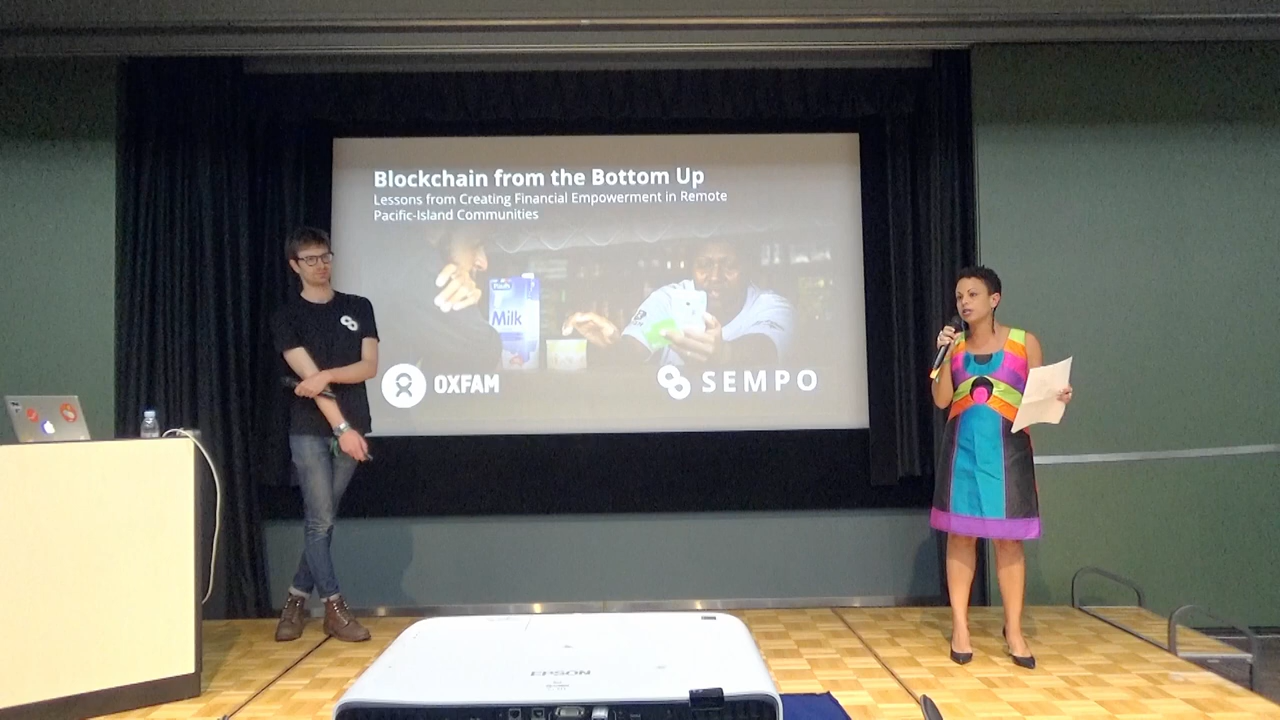 Blockchain from the Bottom Up
Lessons from Creating Financial Empowerment in Remote
Pacific-Island Communities
Milk
OXFAM
SEMPO
EPSON